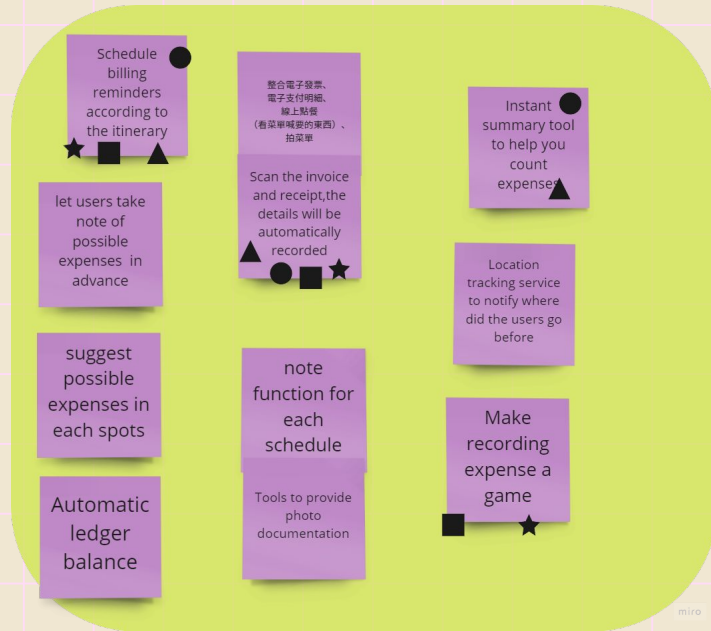 Schedule
billing
reminders
according to
the itinerary
let users take
note of
possible
expenses in
advance
suggest
possible
expenses in
each spots
Automatic
ledger
balance
整合電子發票、
電子支付明細、
線上點餐
（看菜單喊要的東西）、
拍菜單
Scan the invoice
and receipt,the
details will be
automatically
recorded
note
function for
each
schedule
Tools to provide
photo
documentation
Instant
summary tool
to help you
count
expenses
Location
tracking service
to notify where
did the users go
before
Make
recording
expense a
game
miro